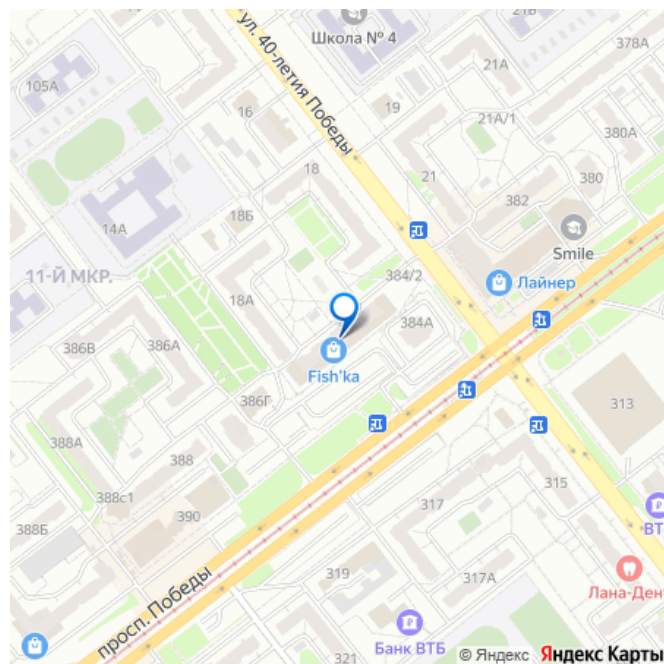 Школа № 4
378А
21А
105А
ул. 40-летия Победы
16
19
21А/1
380А
18
21
380
382
14А
18Б
Smile
11-Й МКР.
384/2
Лайнер
18А
384А
386В
386А
Fish'ka
386Г
313
388А
388
388с1
317
315
390
388Б
ВТ
просп. Победы
319
317А
Лана-Дент
321
Банк ВТБ
© Яндекс
Яндекс Карты